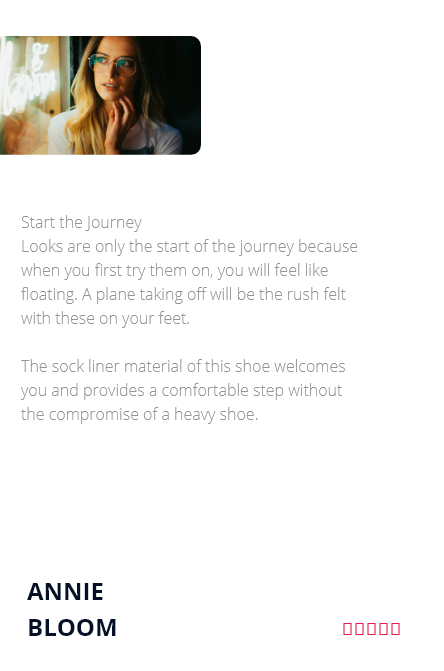 Start the Journey
Looks are only the start of the journey because
when you first try them on, you will feel like
floating. A plane taking off will be the rush felt
with these on your feet.
The sock liner material of this shoe welcomes
you and provides a comfortable step without
the compromise of a heavy shoe.
ANNIE
BLOOM